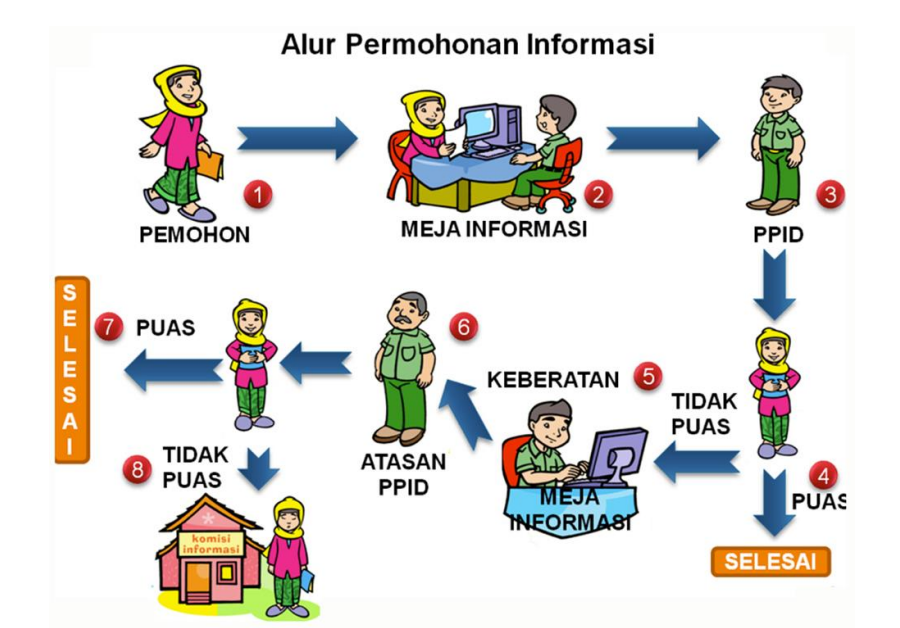 Alur Permohonan Informasi
1
PEMOHON
2
MEJA INFORMASI
3
PPID
4
PUAS
SELESAI
TIDAK
PUAS
5
KEBERATAN
MEJA
INFORMASI
6
ATASAN
PPID
7
PUAS
SELESAI
8
TIDAK
PUAS
komisi
informasi